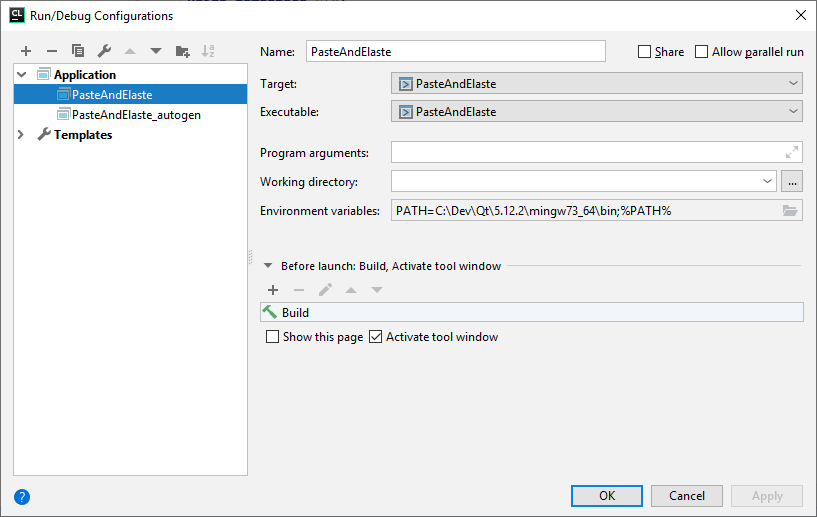 CL Run/Debug Configurations
Name: PasteAndElaste Share Allow parallel run
Application
PasteAndElaste
PasteAndElaste_autogen
Templates
Target: PasteAndElaste
Executable: PasteAndElaste
Program arguments:
Working directory: ...
Environment variables: PATH=C:\Dev\Qt\5.12.2\mingw73_64\bin;%PATH%
Before launch: Build, Activate tool window
Build
Show this page Activate tool window
? OK Cancel Apply